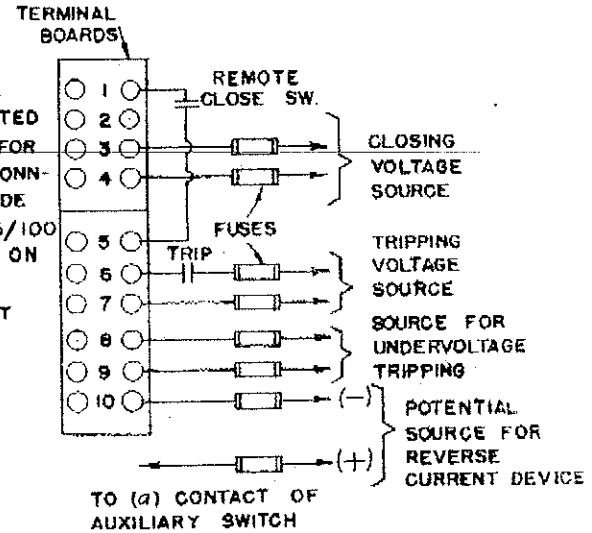 TERMINAL
BOARDS
1
2
3
4
5
6
7
8
9
10
REMOTE
CLOSE SW.
TED
FOR
ONN-
DE
/100
ON
T
CLOSING
VOLTAGE
SOURCE
FUSES
TRIP
TRIPPING
VOLTAGE
SOURCE
SOURCE FOR
UNDERVOLTAGE
TRIPPING
(-)
(+)
POTENTIAL
SOURCE FOR
REVERSE
CURRENT DEVICE
TO (a) CONTACT OF
AUXILIARY SWITCH